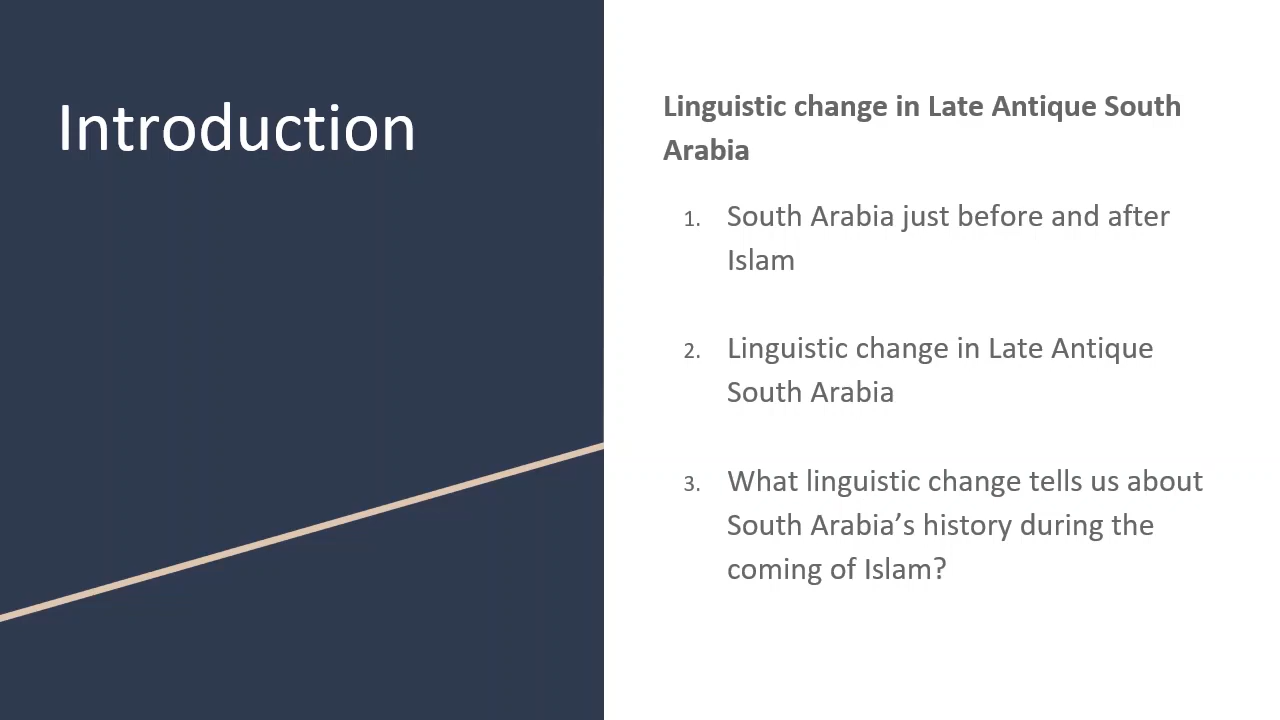 Introduction
Linguistic change in Late Antique South
Arabia
1. South Arabia just before and after
Islam
2. Linguistic change in Late Antique
South Arabia
3. What linguistic change tells us about
South Arabia’s history during the
coming of Islam?